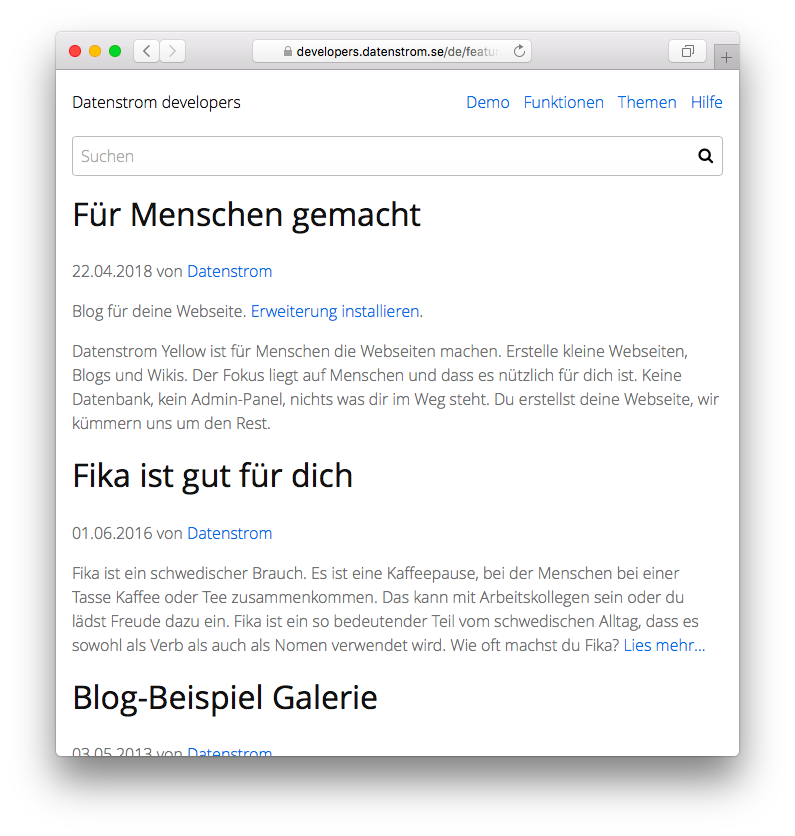 developers.datenstrom.se/de/featu
Datenstrom developers Demo Funktionen Themen Hilfe
Suchen
Für Menschen gemacht
22.04.2018 von Datenstrom
Blog für deine Webseite. Erweiterung installieren.
Datenstrom Yellow ist für Menschen die Webseiten machen. Erstelle kleine Webseiten,
Blogs und Wikis. Der Fokus liegt auf Menschen und dass es nützlich für dich ist. Keine
Datenbank, kein Admin-Panel, nichts was dir im Weg steht. Du erstellst deine Webseite, wir
kümmern uns um den Rest.
Fika ist gut für dich
01.06.2016 von Datenstrom
Fika ist ein schwedischer Brauch. Es ist eine Kaffeepause, bei der Menschen bei einer
Tasse Kaffee oder Tee zusammenkommen. Das kann mit Arbeitskollegen sein oder du
lädst Freude dazu ein. Fika ist ein so bedeutender Teil vom schwedischen Alltag, dass es
sowohl als Verb als auch als Nomen verwendet wird. Wie oft machst du Fika? Lies mehr...
Blog-Beispiel Galerie
03.05.2013 von Datenstrom